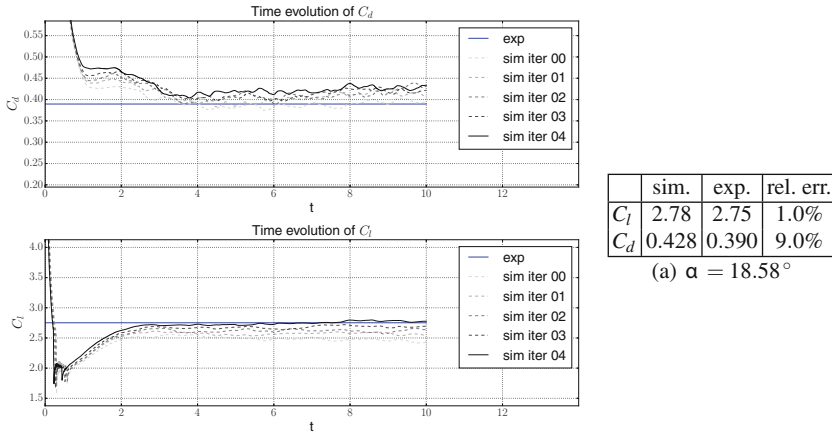 Time evolution of C_d
0.55
0.50
0.45
0.40
0.35
0.30
0.25
0.20
C_d
0 2 4 6 8 10 12
t
exp
sim iter 00
sim iter 01
sim iter 02
sim iter 03
sim iter 04
Time evolution of C_l
4.0
3.5
3.0
2.5
2.0
1.5
C_l
0 2 4 6 8 10 12
t
exp
sim iter 00
sim iter 01
sim iter 02
sim iter 03
sim iter 04
sim. exp. rel. err.
C_l 2.78 2.75 1.0%
C_d 0.428 0.390 9.0%
(a) α = 18.58°